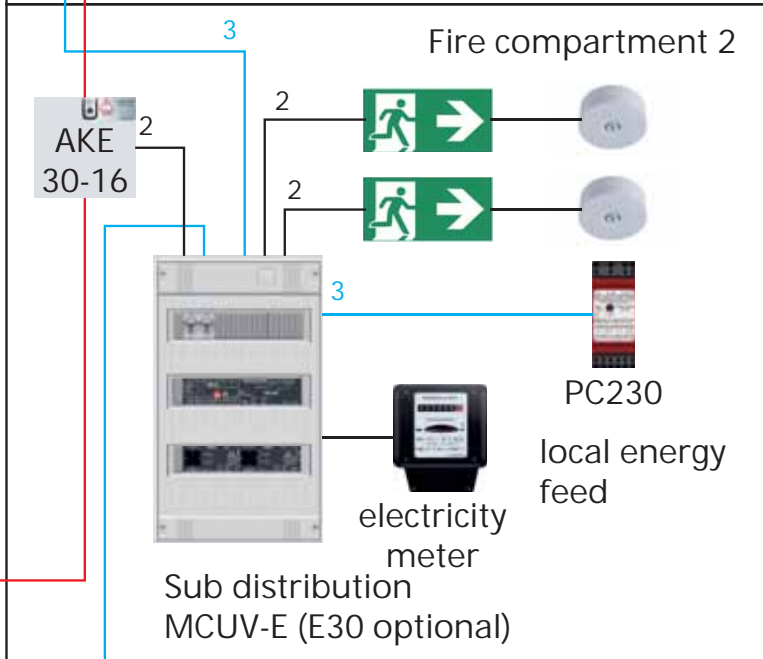 3
Fire compartment 2
2
AKE
30-16
2
2
3
PC230
local energy
feed
electricity
meter
Sub distribution
MCUV-E (E30 optional)